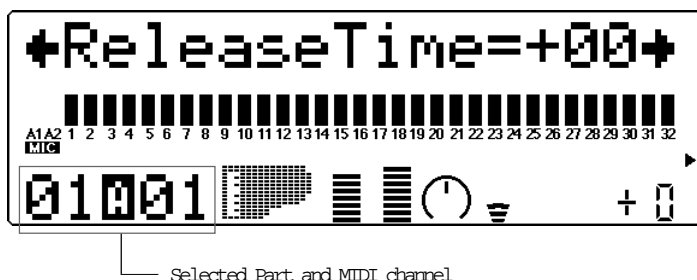 ReleaseTime=+00
A1 A2 1 2 3 4 5 6 7 8 9 10 11 12 13 14 15 16 17 18 19 20 21 22 23 24 25 26 27 28 29 30 31 32
MIC
01A01 + 0
Selected Part and MIDI channel